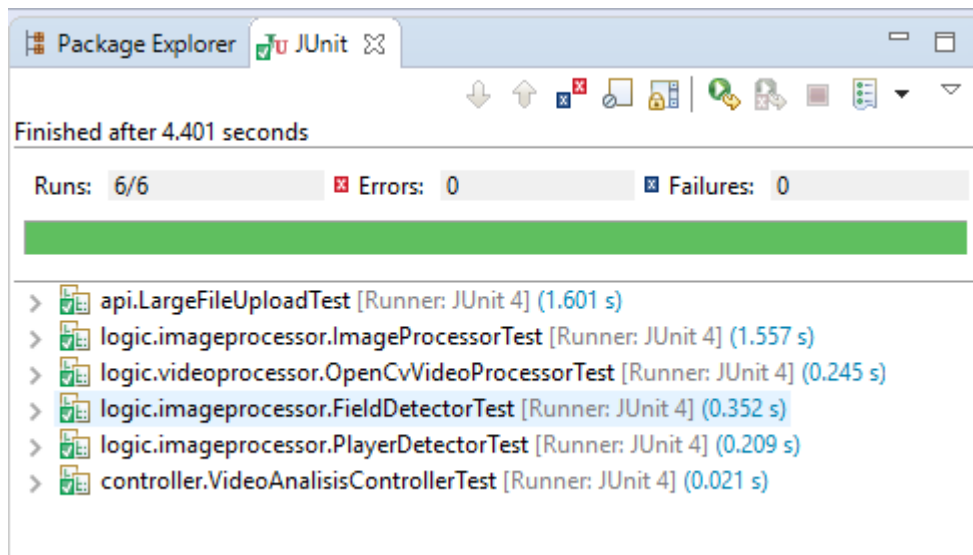 Package Explorer JUnit
Finished after 4.401 seconds
Runs: 6/6 Errors: 0 Failures: 0
api.LargeFileUploadTest [Runner: JUnit 4] (1.601 s)
logic.imageprocessor.ImageProcessorTest [Runner: JUnit 4] (1.557 s)
logic.videoprocessor.OpenCvVideoProcessorTest [Runner: JUnit 4] (0.245 s)
logic.imageprocessor.FieldDetectorTest [Runner: JUnit 4] (0.352 s)
logic.imageprocessor.PlayerDetectorTest [Runner: JUnit 4] (0.209 s)
controller.VideoAnalisisControllerTest [Runner: JUnit 4] (0.021 s)